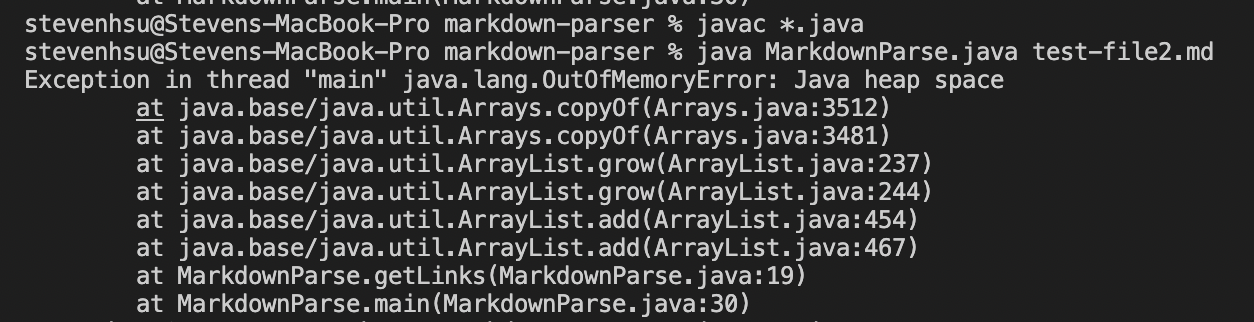 at MarkdownParse.main(MarkdownParse.java:30)
stevenhsu@Stevens-MacBook-Pro markdown-parser % javac *.java
stevenhsu@Stevens-MacBook-Pro markdown-parser % java MarkdownParse.java test-file2.md
Exception in thread "main" java.lang.OutOfMemoryError: Java heap space
at java.base/java.util.Arrays.copyOf(Arrays.java:3512)
at java.base/java.util.Arrays.copyOf(Arrays.java:3481)
at java.base/java.util.ArrayList.grow(ArrayList.java:237)
at java.base/java.util.ArrayList.grow(ArrayList.java:244)
at java.base/java.util.ArrayList.add(ArrayList.java:454)
at java.base/java.util.ArrayList.add(ArrayList.java:467)
at MarkdownParse.getLinks(MarkdownParse.java:19)
at MarkdownParse.main(MarkdownParse.java:30)